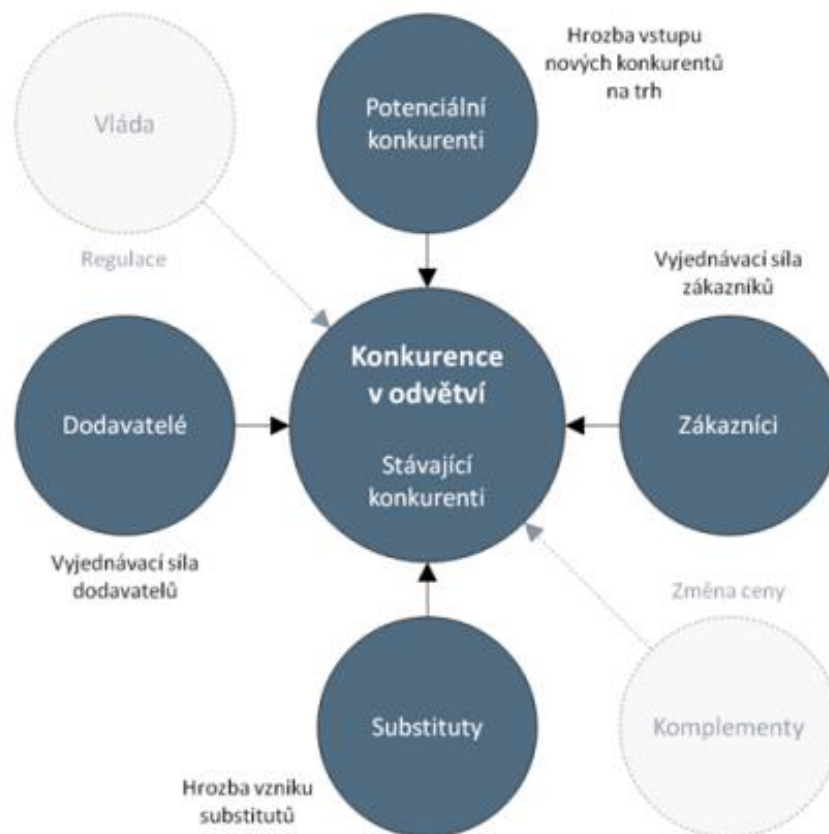 Hrozba vstupu
nových konkurentů
na trh
Vláda
Potenciální
konkurenti
Regulace
Vyjednávací síla
zákazníků
Konkurence
v odvětví
Dodavatelé
Zákazníci
Stávající
konkurenti
Vyjednávací síla
dodavatelů
Změna ceny
Substituty
Komplementy
Hrozba vzniku
substitutů